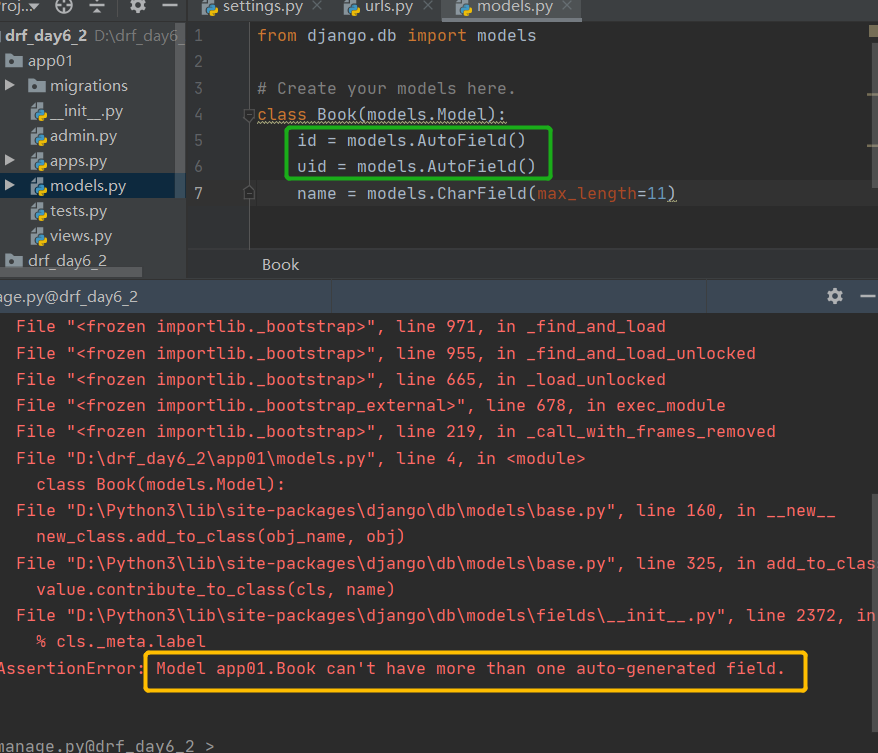 roj...
settings.py
urls.py
models.py
drf_day6_2 D:\drf_day6_
app01
migrations
__init__.py
admin.py
apps.py
models.py
tests.py
views.py
drf_day6_2
1 from django.db import models
2
3 # Create your models here.
4 class Book(models.Model):
5 id = models.AutoField()
6 uid = models.AutoField()
7 name = models.CharField(max_length=11)
Book
age.py@drf_day6_2
File "<frozen importlib._bootstrap>", line 971, in _find_and_load
File "<frozen importlib._bootstrap>", line 955, in _find_and_load_unlocked
File "<frozen importlib._bootstrap>", line 665, in _load_unlocked
File "<frozen importlib._bootstrap_external>", line 678, in exec_module
File "<frozen importlib._bootstrap>", line 219, in _call_with_frames_removed
File "D:\drf_day6_2\app01\models.py", line 4, in <module>
class Book(models.Model):
File "D:\Python3\lib\site-packages\django\db\models\base.py", line 160, in __new__
new_class.add_to_class(obj_name, obj)
File "D:\Python3\lib\site-packages\django\db\models\base.py", line 325, in add_to_clas
value.contribute_to_class(cls, name)
File "D:\Python3\lib\site-packages\django\db\models\fields\__init__.py", line 2372, in
% cls._meta.label
AssertionError: Model app01.Book can't have more than one auto-generated field.
manage.py@drf_day6_2 >